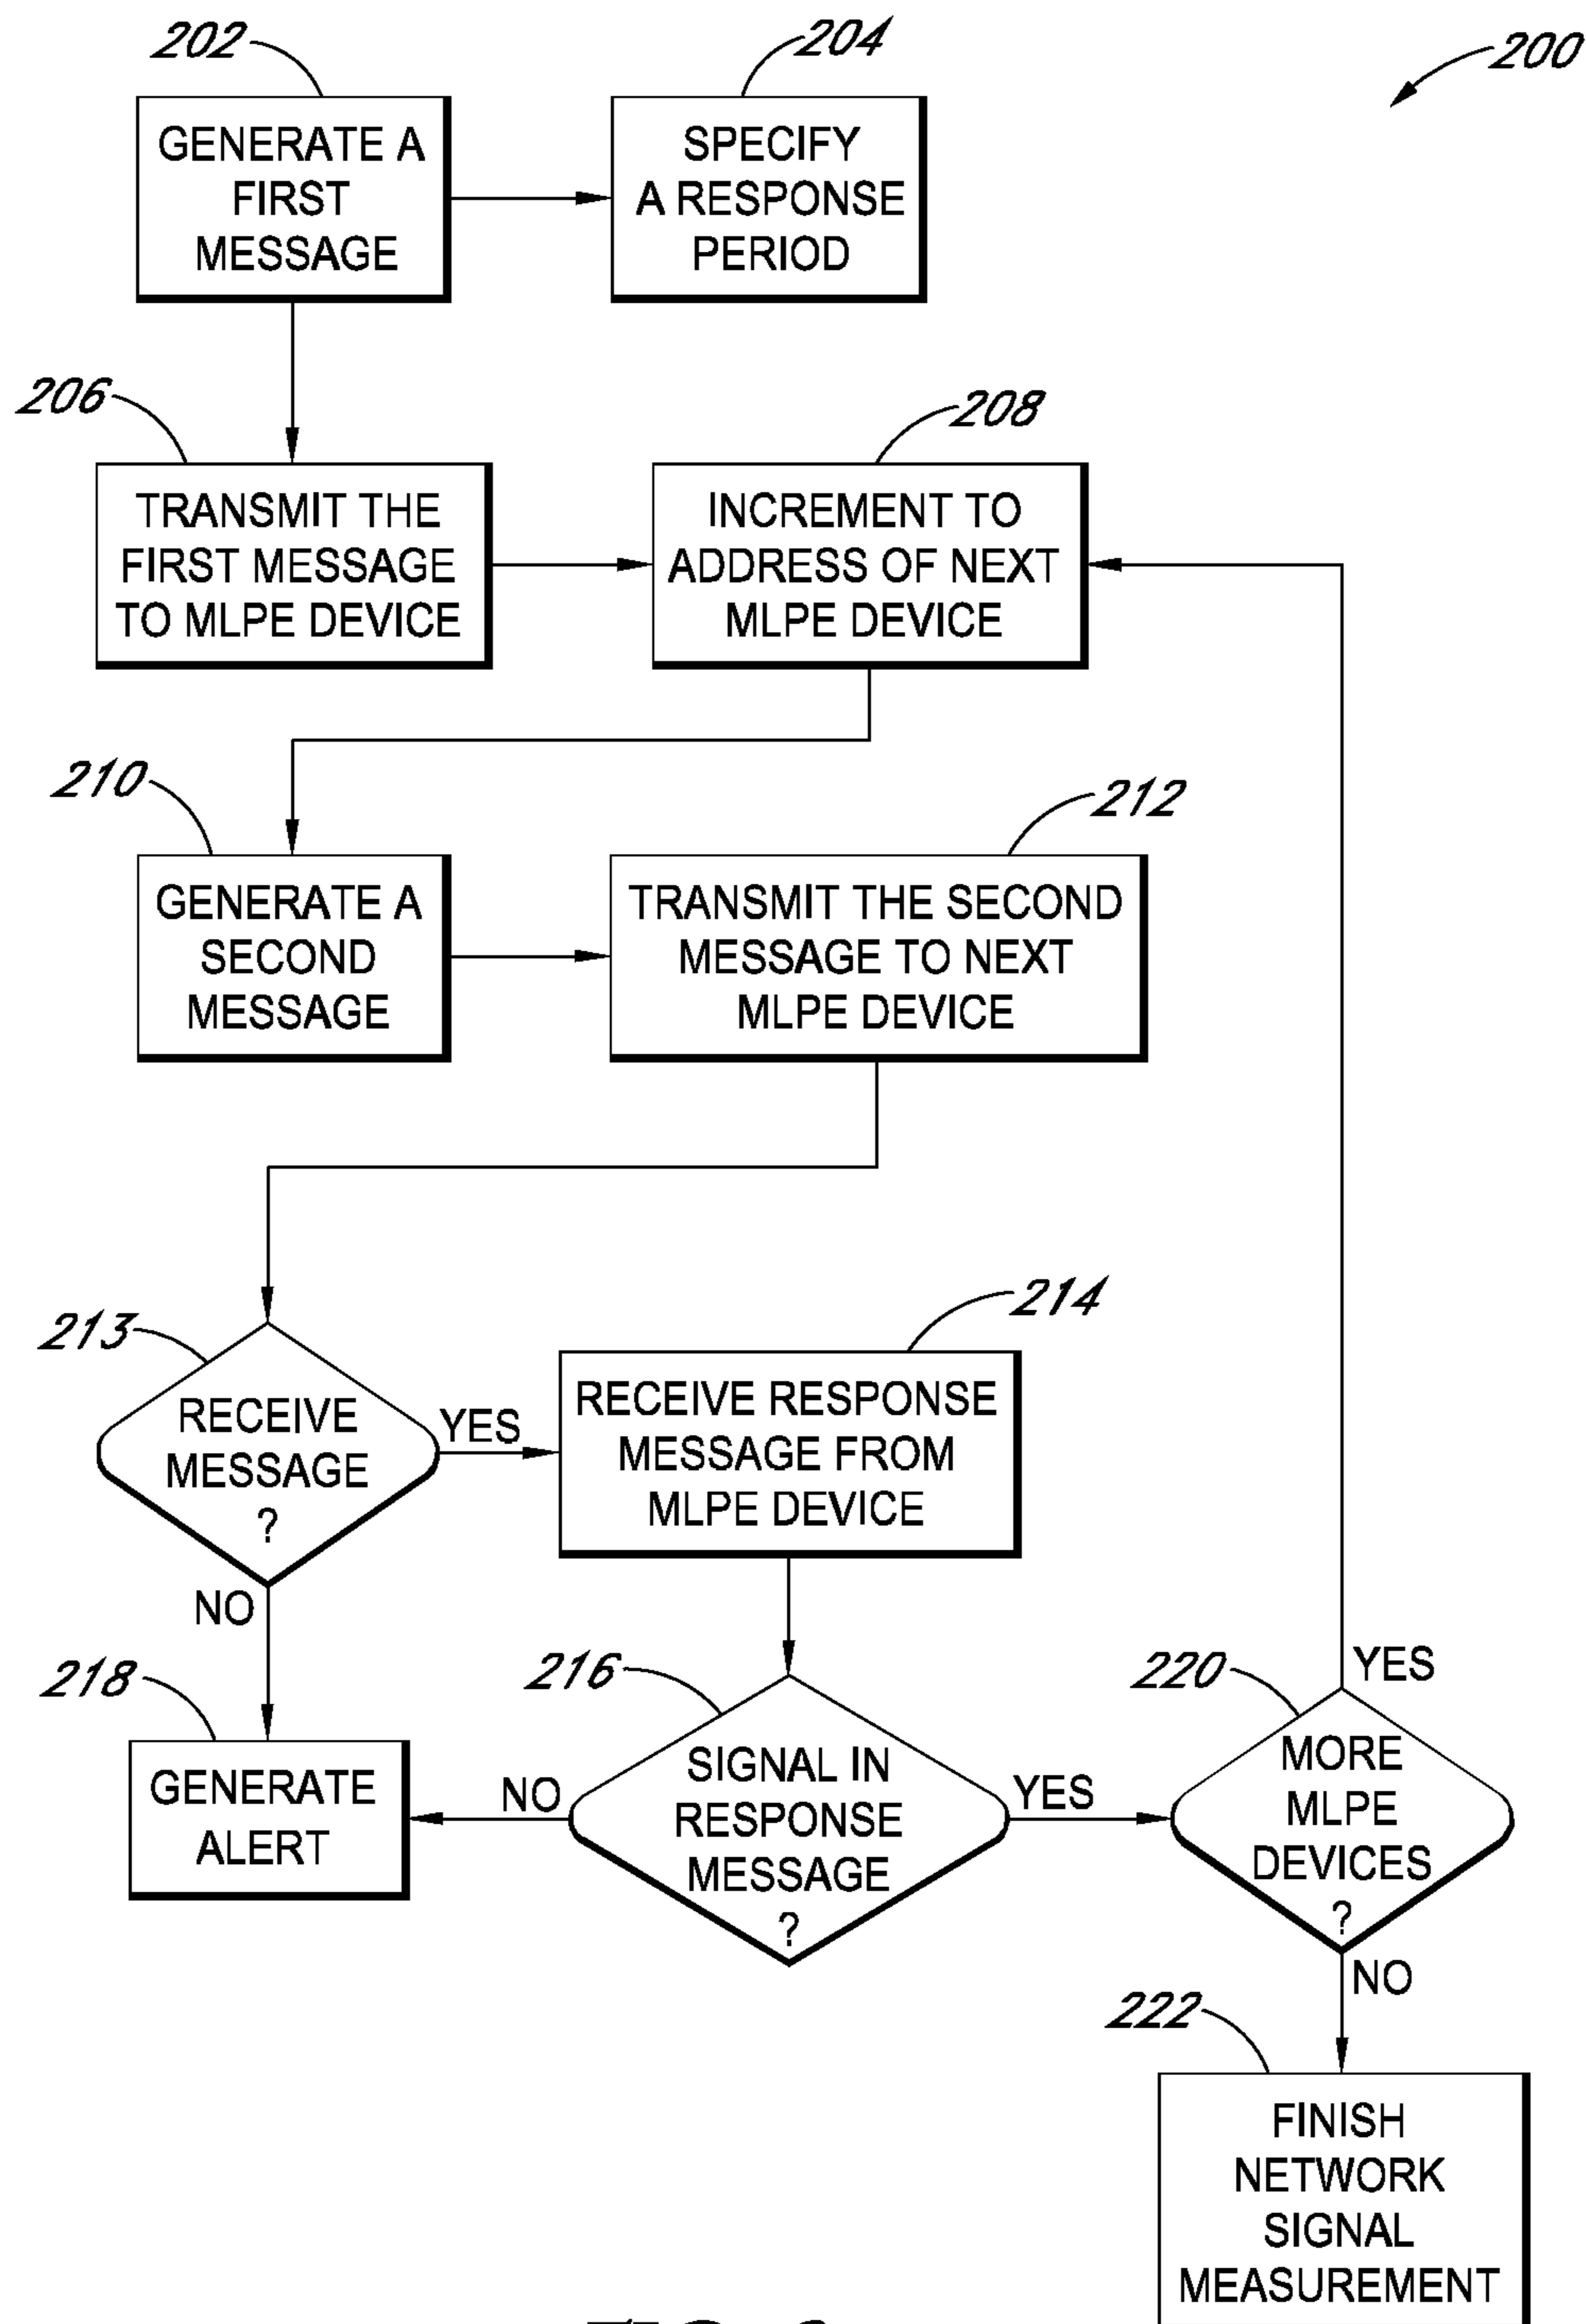 202
204
200
GENERATE A
FIRST
MESSAGE
SPECIFY
A RESPONSE
PERIOD
206
208
TRANSMIT THE
FIRST MESSAGE
TO MLPE DEVICE
INCREMENT TO
ADDRESS OF NEXT
MLPE DEVICE
210
212
GENERATE A
SECOND
MESSAGE
TRANSMIT THE SECOND
MESSAGE TO NEXT
MLPE DEVICE
213
214
RECEIVE
MESSAGE
?
YES
RECEIVE RESPONSE
MESSAGE FROM
MLPE DEVICE
NO
218
216
220
YES
GENERATE
ALERT
NO
SIGNAL IN
RESPONSE
MESSAGE
?
YES
MORE
MLPE
DEVICES
?
NO
222
FINISH
NETWORK
SIGNAL
MEASUREMENT